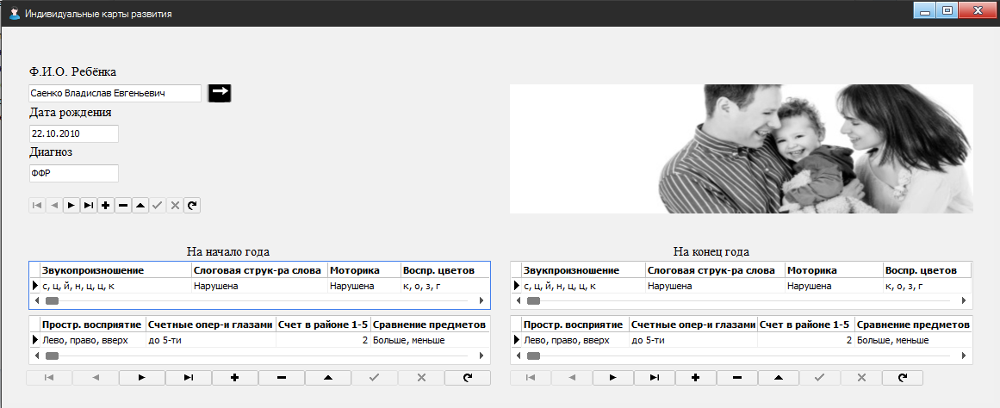 Индивидуальные карты развития
Ф.И.О. Ребёнка
Саенко Владислав Евгеньевич
Дата рождения
22.10.2010
Диагноз
ФФР
На начало года
Звукопроизношение Слоговая струк-ра слова Моторика Воспр. цветов
с, ц, й, н, ц, ц, к Нарушена Нарушена к, о, з, г
Простр. восприятие Счетные опер-и глазами Счет в районе 1-5 Сравнение предметов
Лево, право, вверх до 5-ти 2 Больше, меньше
На конец года
Звукопроизношение Слоговая струк-ра слова Моторика Воспр. цветов
с, ц, й, н, ц, ц, к Нарушена Нарушена к, о, з, г
Простр. восприятие Счетные опер-и глазами Счет в районе 1-5 Сравнение предметов
Лево, право, вверх до 5-ти 2 Больше, меньше